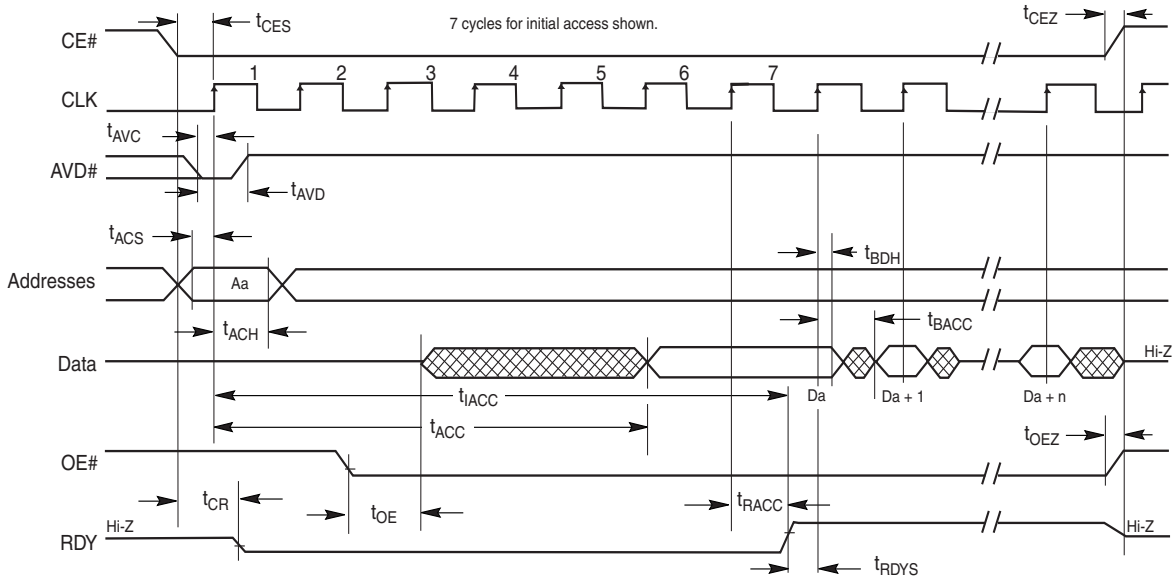 tCES
7 cycles for initial access shown.
tCEZ
CE#
1 2 3 4 5 6 7
CLK
tAVC
AVD#
tAVD
tACS
tBDH
Addresses
Aa
tACH
tBACC
Data
Hi-Z
tIACC
Da
Da + 1
Da + n
tACC
tOEZ
OE#
tCR
tOE
tRACC
Hi-Z
Hi-Z
RDY
tRDYS